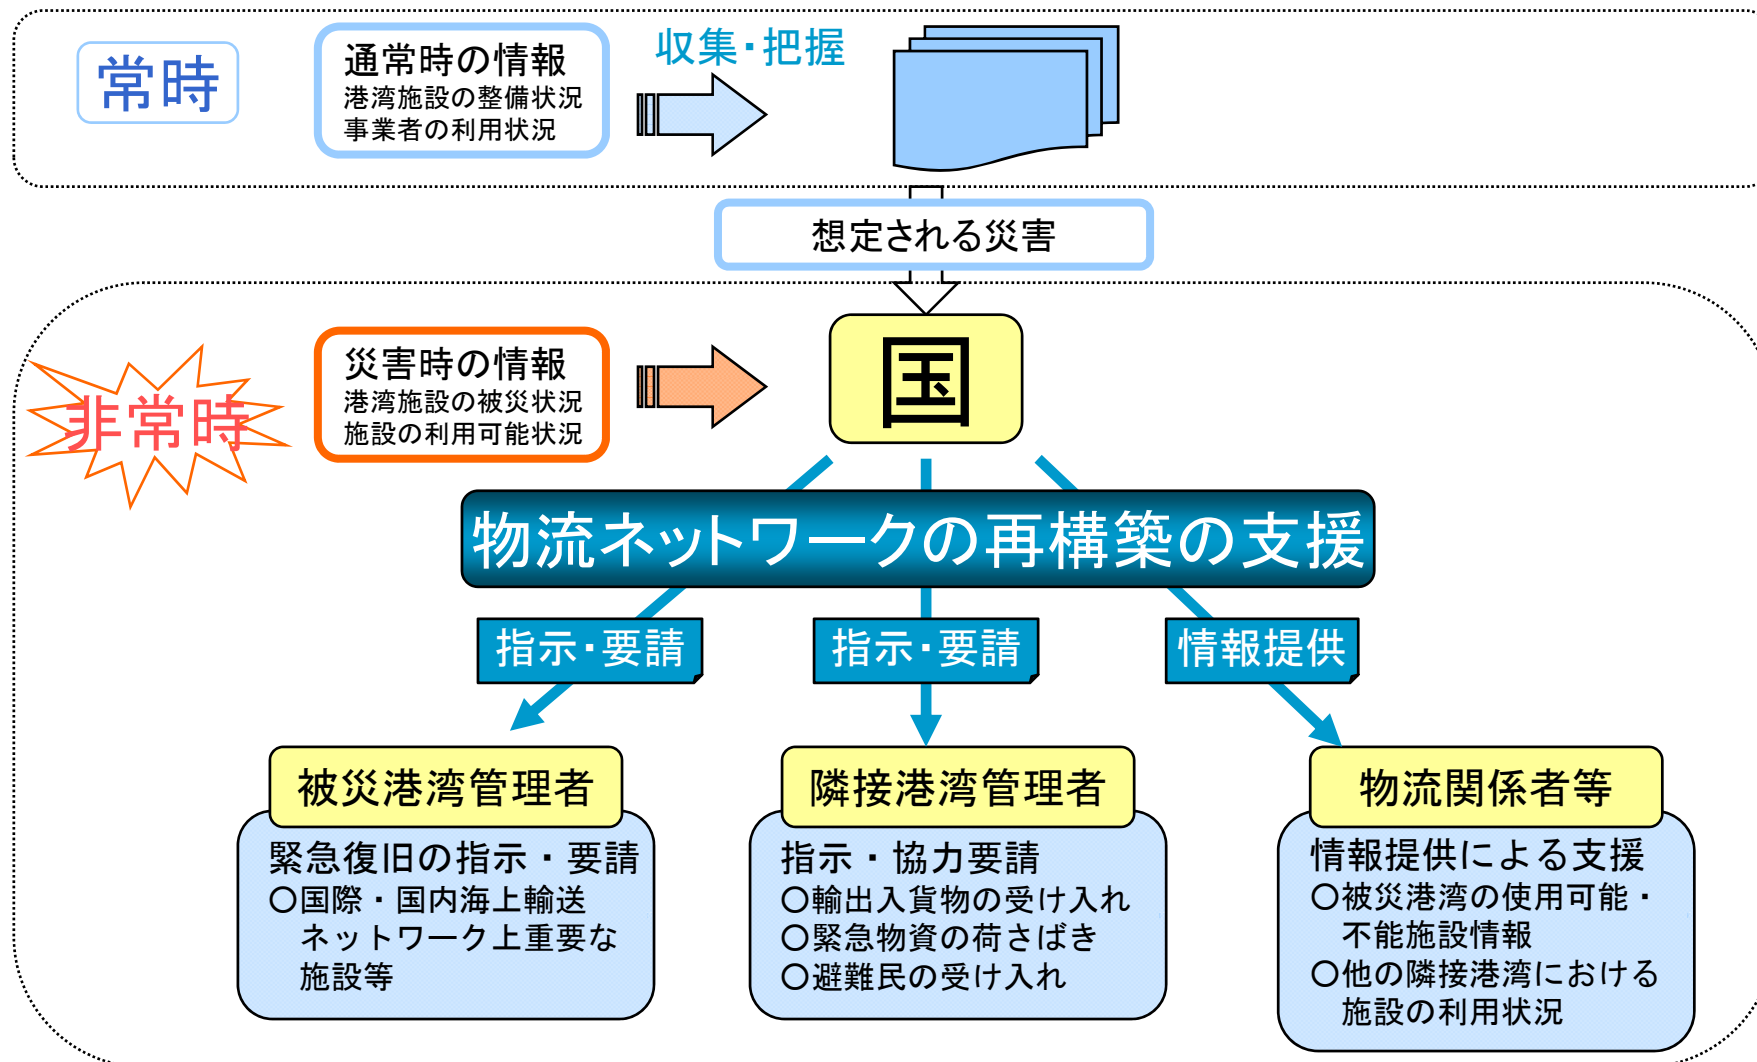 常時
通常時の情報
港湾施設の整備状況
事業者の利用状況
収集・把握
想定される災害
非常時
災害時の情報
港湾施設の被災状況
施設の利用可能状況
国
物流ネットワークの再構築の支援
指示・要請
指示・要請
情報提供
被災港湾管理者
緊急復旧の指示・要請
○国際・国内海上輸送
ネットワーク上重要な
施設等
隣接港湾管理者
指示・協力要請
○輸出入貨物の受け入れ
○緊急物資の荷さばき
○避難民の受け入れ
物流関係者等
情報提供による支援
○被災港湾の使用可能・
不能施設情報
○他の隣接港湾における
施設の利用状況